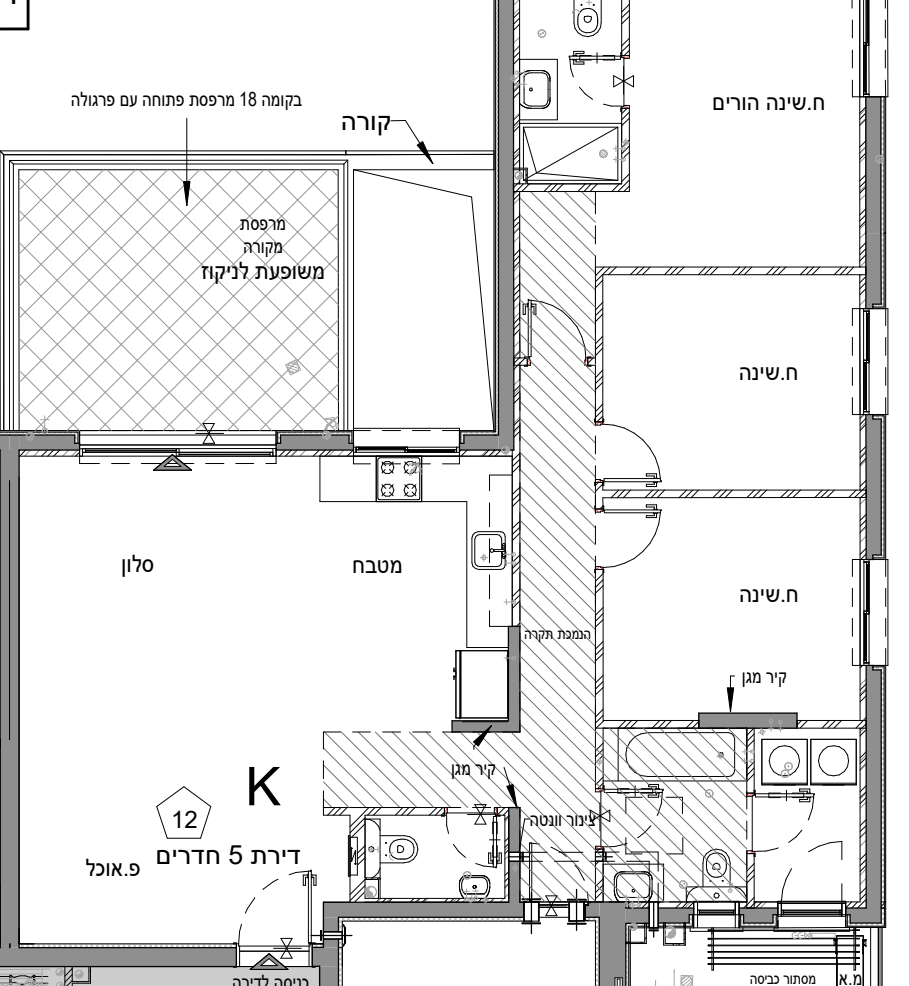 ח.שינה הורים
בקומה 18 מרפסת פתוחה עם פרגולה
קורה
מרפסת
מקורה
משופעת לניקוז
ח.שינה
סלון
מטבח
ח.שינה
הנמכת תקרה
קיר מגן
קיר מגן
K
12
צינור וונטה
דירת 5 חדרים
פ.אוכל
כניסה לדירה
מסתור כביסה
מ.א